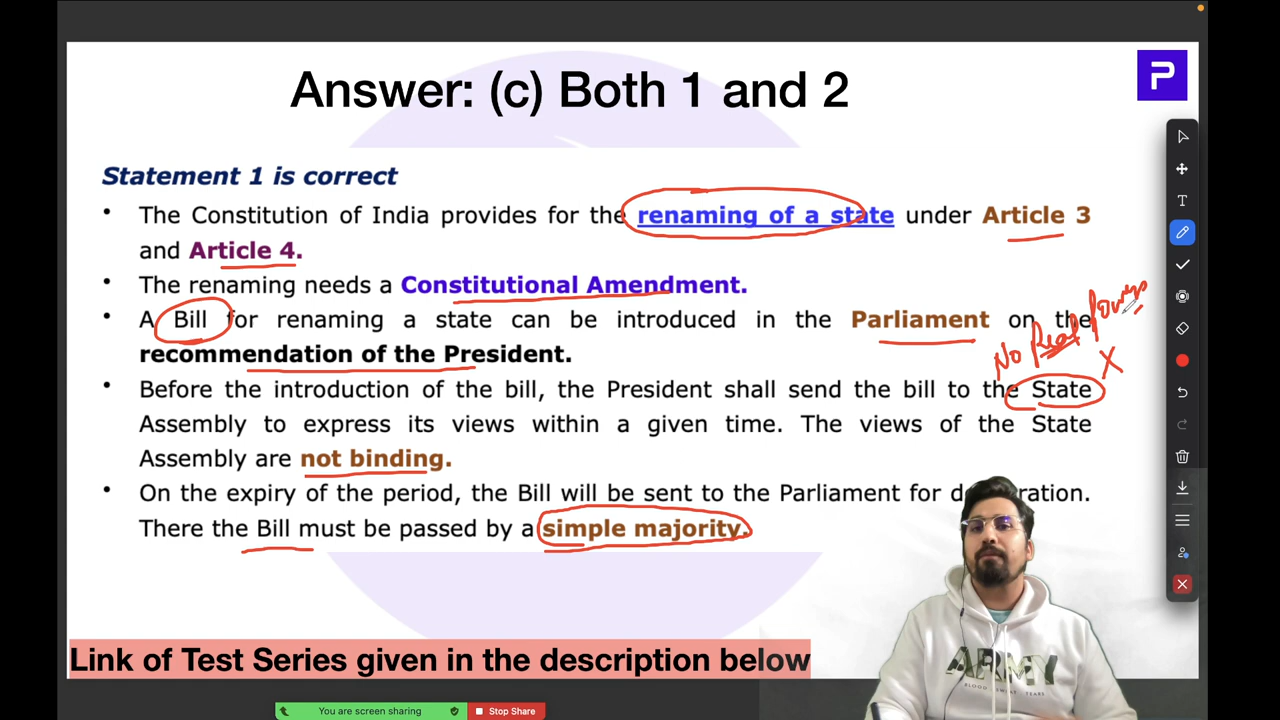 Answer: (c) Both 1 and 2
P
Statement 1 is correct
• The Constitution of India provides for the renaming of a state under Article 3
and Article 4.
• The renaming needs a Constitutional Amendment.
• A Bill for renaming a state can be introduced in the Parliament on the
recommendation of the President.
No Real Powers
X
• Before the introduction of the bill, the President shall send the bill to the State
Assembly to express its views within a given time. The views of the State
Assembly are not binding.
• On the expiry of the period, the Bill will be sent to the Parliament for
There the Bill must be passed by a simple majority.
ARMY
BLOOD SWEAT TEARS
Link of Test Series given in the description below
You are screen sharing
Stop Share
T